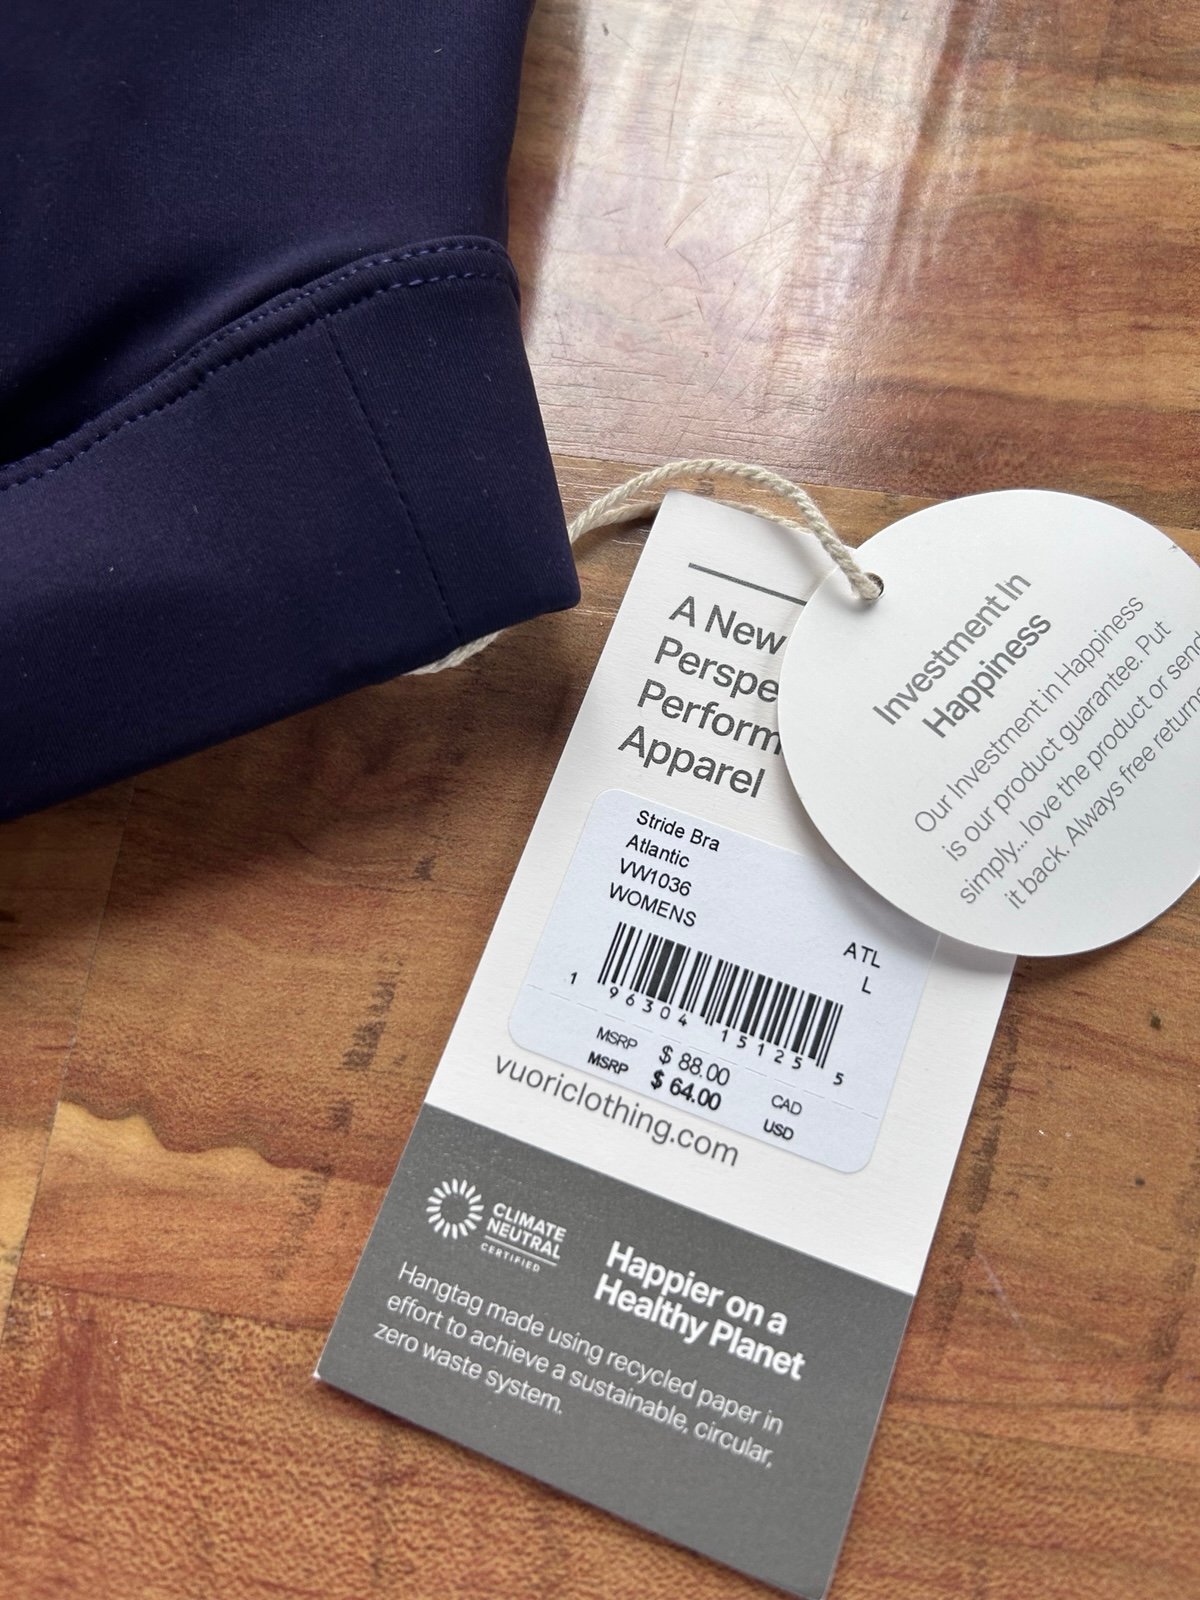 A New
Perspe
Perform
Apparel
Stride Bra
Atlantic
VW1036
WOMENS
ATL
L
1 96304 15125 5
MSRP $ 88.00 CAD
MSRP $ 64.00 USD
vuoriclothing.com
CLIMATE
NEUTRAL
CERTIFIED
Happier on a
Healthy Planet
Hangtag made using recycled paper in
effort to achieve a sustainable, circular,
zero waste system.
Investment In
Happiness
Our Investment in Happiness
is our product guarantee. Put
simply... love the product or send
it back. Always free returns